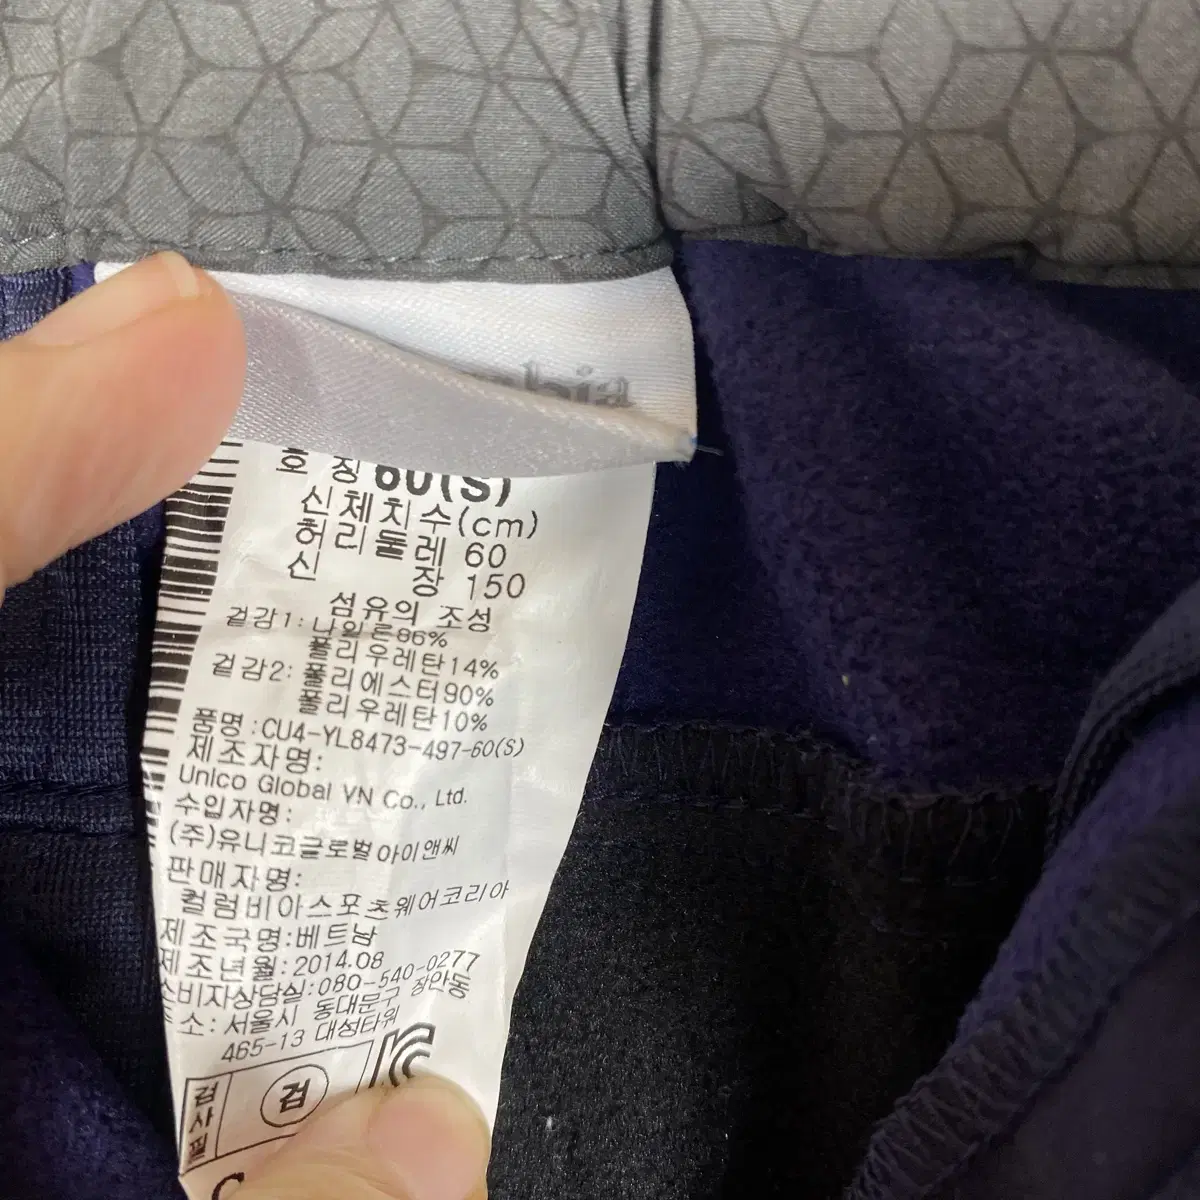 호 칭 60(S)
신체치수(cm)
허리둘레 60
신 장 150
섬유의 조성
겉감1: 나일론86%
폴리우레탄14%
겉감2: 폴리에스터90%
폴리우레탄10%
품명:CU4-YL8473-497-60(S)
제조자명:
Unico Global VN Co., Ltd.
수입자명:
(주)유니코글로벌아이앤씨
판매자명:
컬럼비아스포츠웨어코리아
제조국명:베트남
제조년월:2014.08
소비자상담실:080-540-0277
주소: 서울시 동대문구 장안동
465-13 대성타워
검사필
검